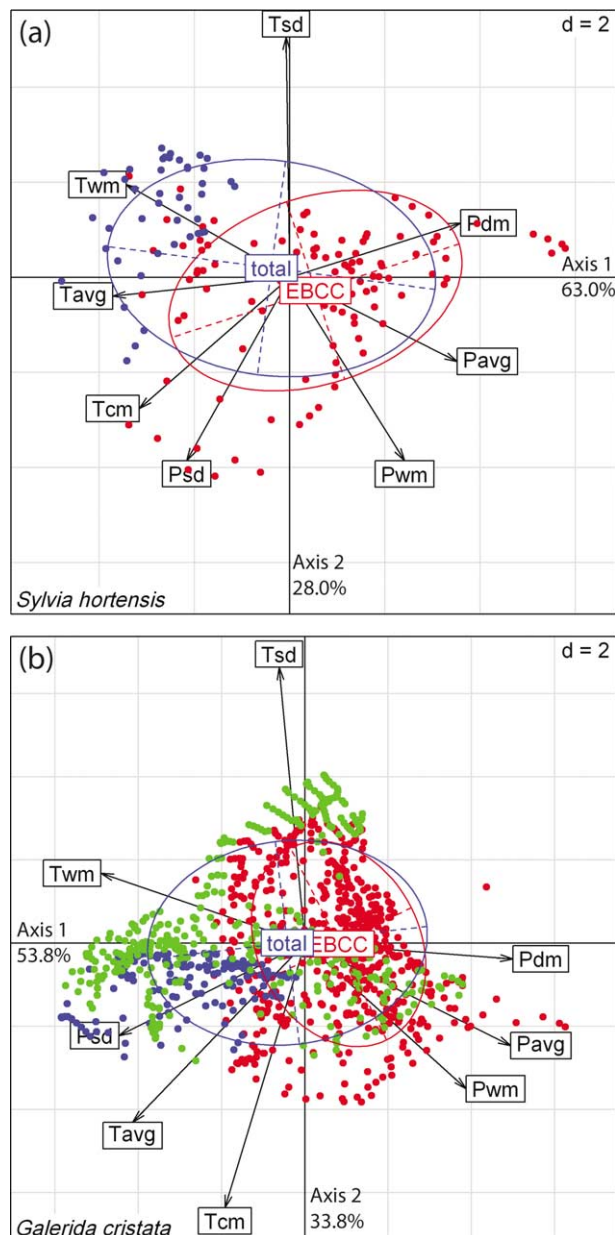 (a)
Tsd
d = 2
Twm
Pdm
total
Axis 1
63.0%
EBCC
Tavg
Pavg
Tcm
Psd
Pwm
Axis 2
28.0%
Sylvia hortensis
(b)
Tsd
d = 2
Twm
Axis 1
53.8%
total
EBCC
Pdm
Psd
Pavg
Pwm
Tavg
Axis 2
33.8%
Tcm
Galerida cristata